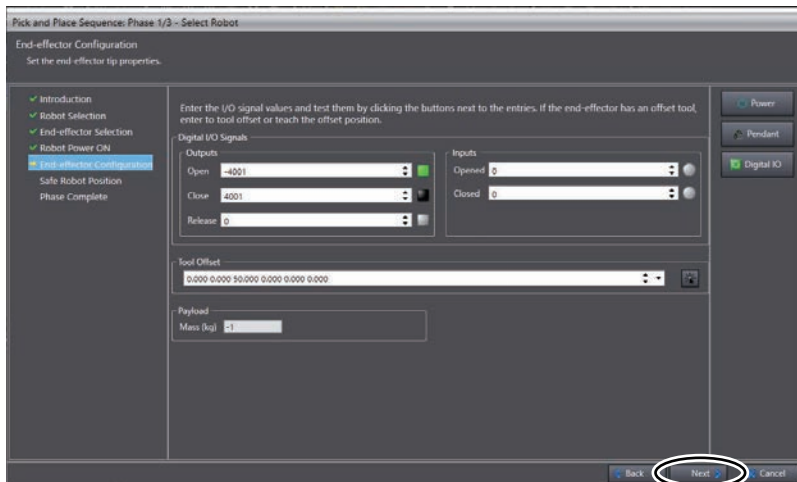 Pick and Place Sequence: Phase 1/3 - Select Robot
End-effector Configuration
Set the end-effector tip properties.
Introduction
Robot Selection
End-effector Selection
Robot Power ON
End-effector Configuration
Safe Robot Position
Phase Complete
Enter the I/O signal values and test them by clicking the buttons next to the entries. If the end-effector has an offset tool,
enter to tool offset or teach the offset position.
Digital I/O Signals
Outputs
Open -4001
Close 4001
Release 0
Inputs
Opened 0
Closed 0
Tool Offset
0.000 0.000 50.000 0.000 0.000 0.000
Payload
Mass (kg) -1
Power
Pendant
Digital IO
Back
Next
Cancel